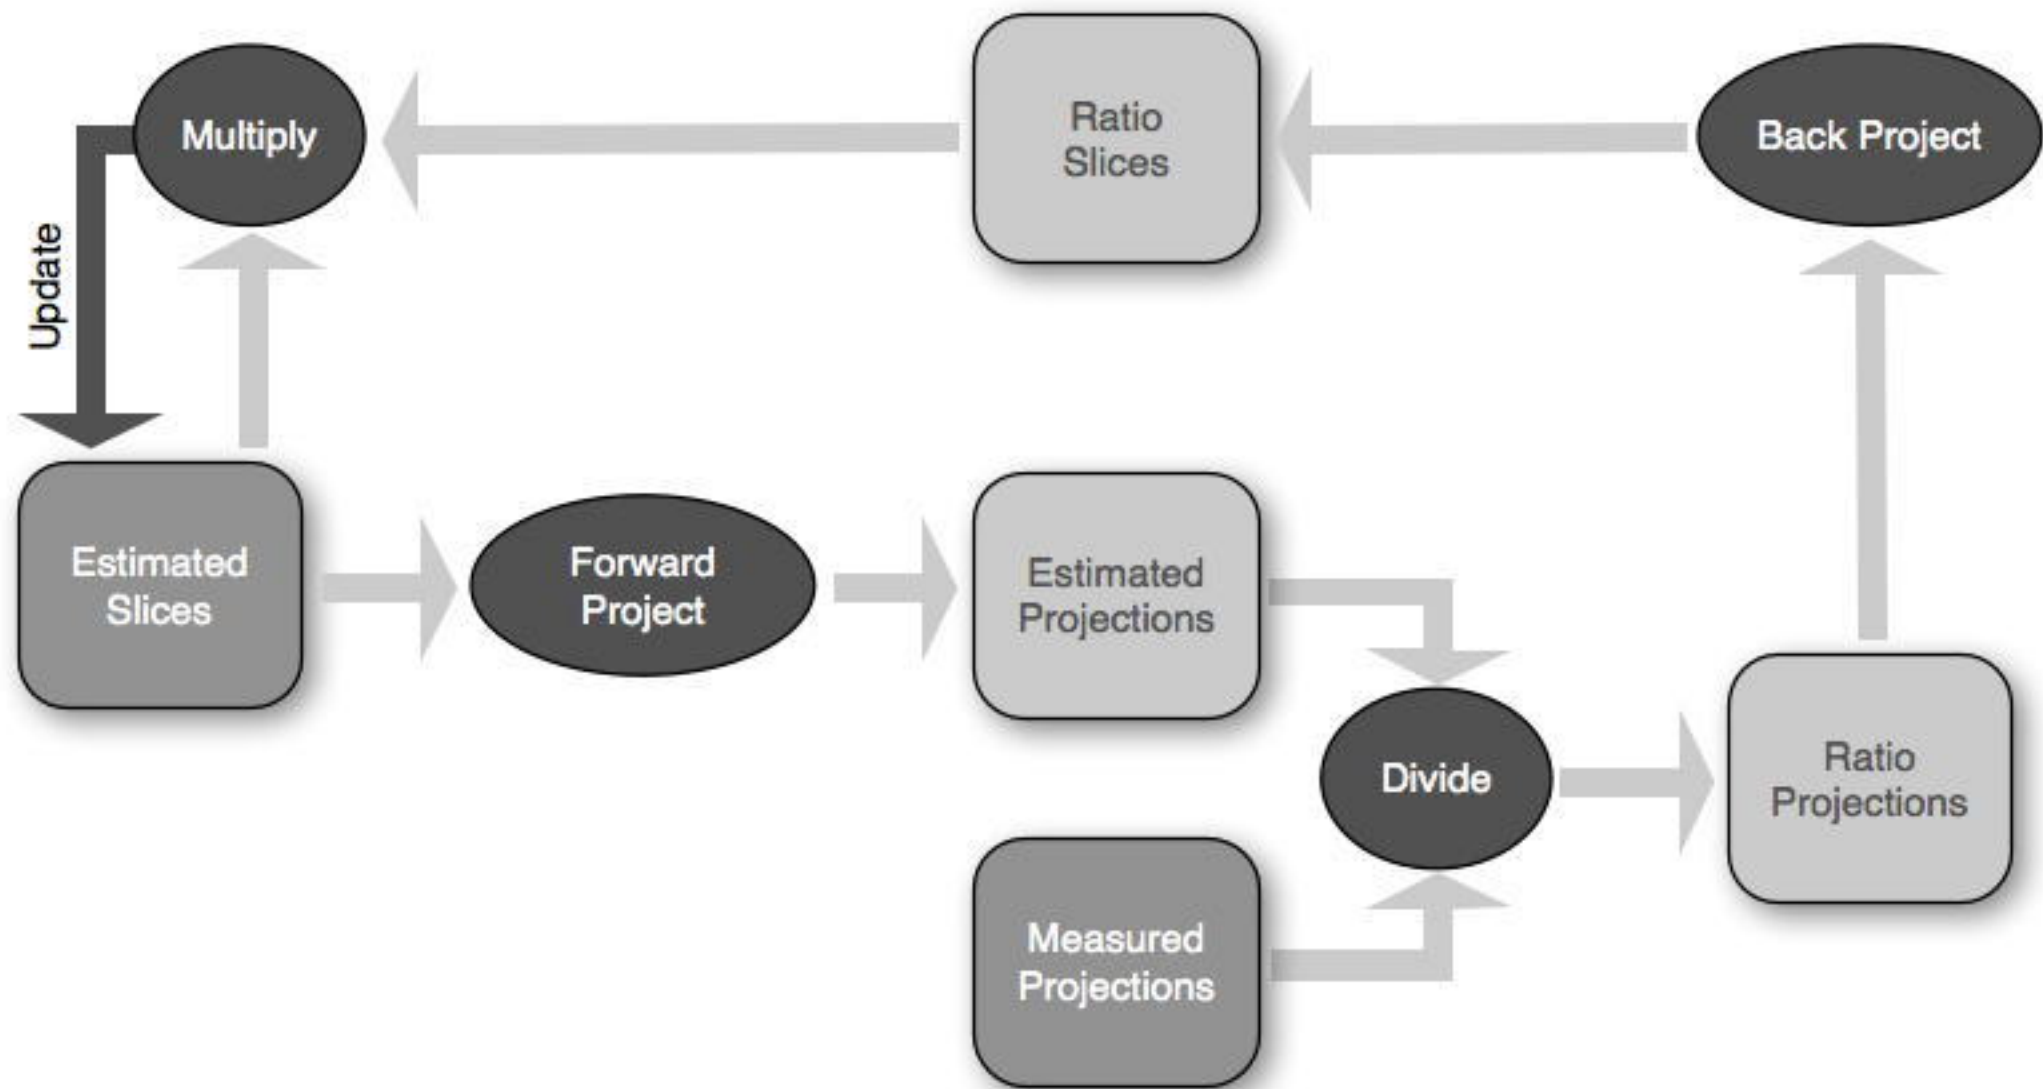 Multiply
Ratio
Slices
Back Project
Update
Estimated
Slices
Forward
Project
Estimated
Projections
Divide
Ratio
Projections
Measured
Projections